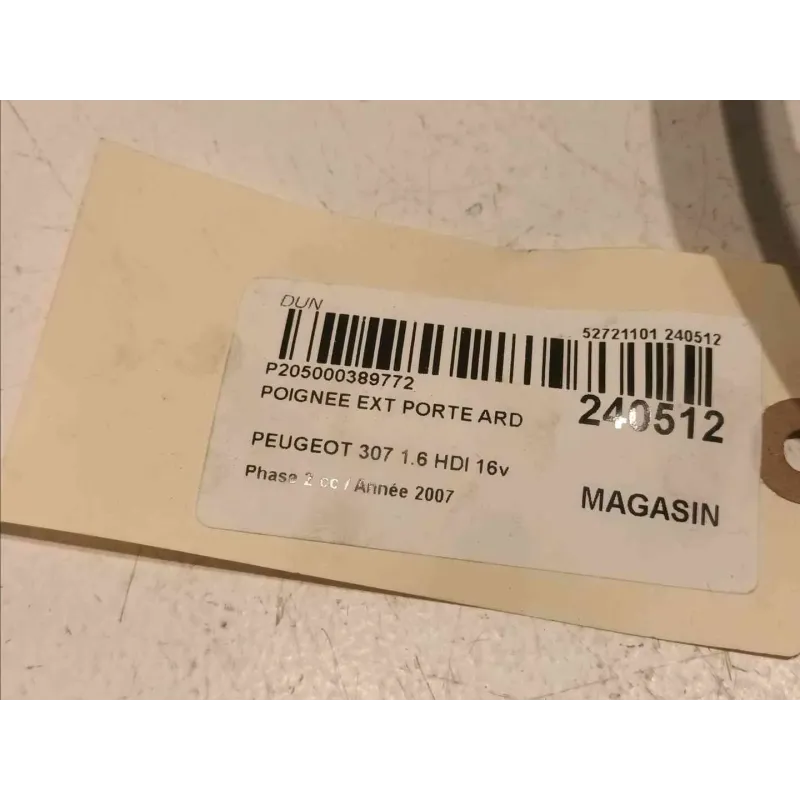 DUN
52721101 240512
P205000389772
POIGNEE EXT PORTE ARD
240512
PEUGEOT 307 1.6 HDI 16v
Phase 2 cc / Année 2007
MAGASIN